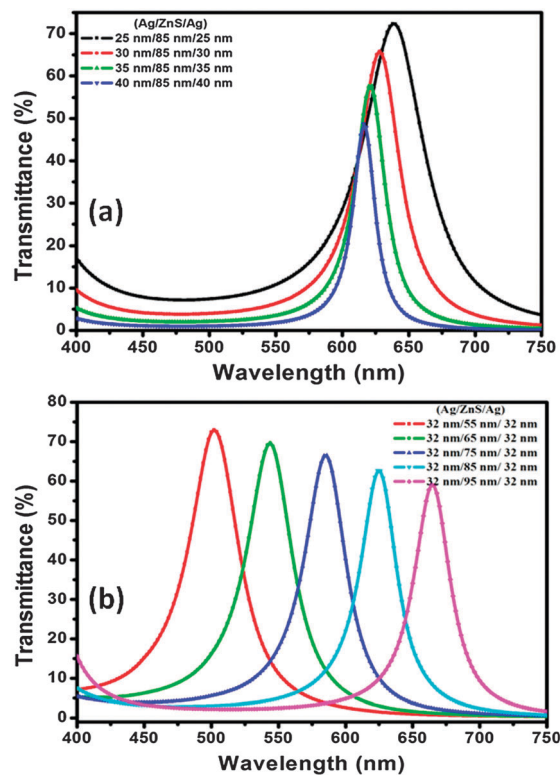 (Ag/ZnS/Ag)
25 nm/85 nm/25 nm
30 nm/85 nm/30 nm
35 nm/85 nm/35 nm
40 nm/85 nm/40 nm
Transmittance (%)
70
60
50
40
30
20
10
0
(a)
400 450 500 550 600 650 700 750
Wavelength (nm)
(Ag/ZnS/Ag)
32 nm/55 nm/ 32 nm
32 nm/65 nm/ 32 nm
32 nm/75 nm/ 32 nm
32 nm/85 nm/ 32 nm
32 nm/95 nm/ 32 nm
Transmittance (%)
80
70
60
50
40
30
20
10
0
(b)
400 450 500 550 600 650 700 750
Wavelength (nm)